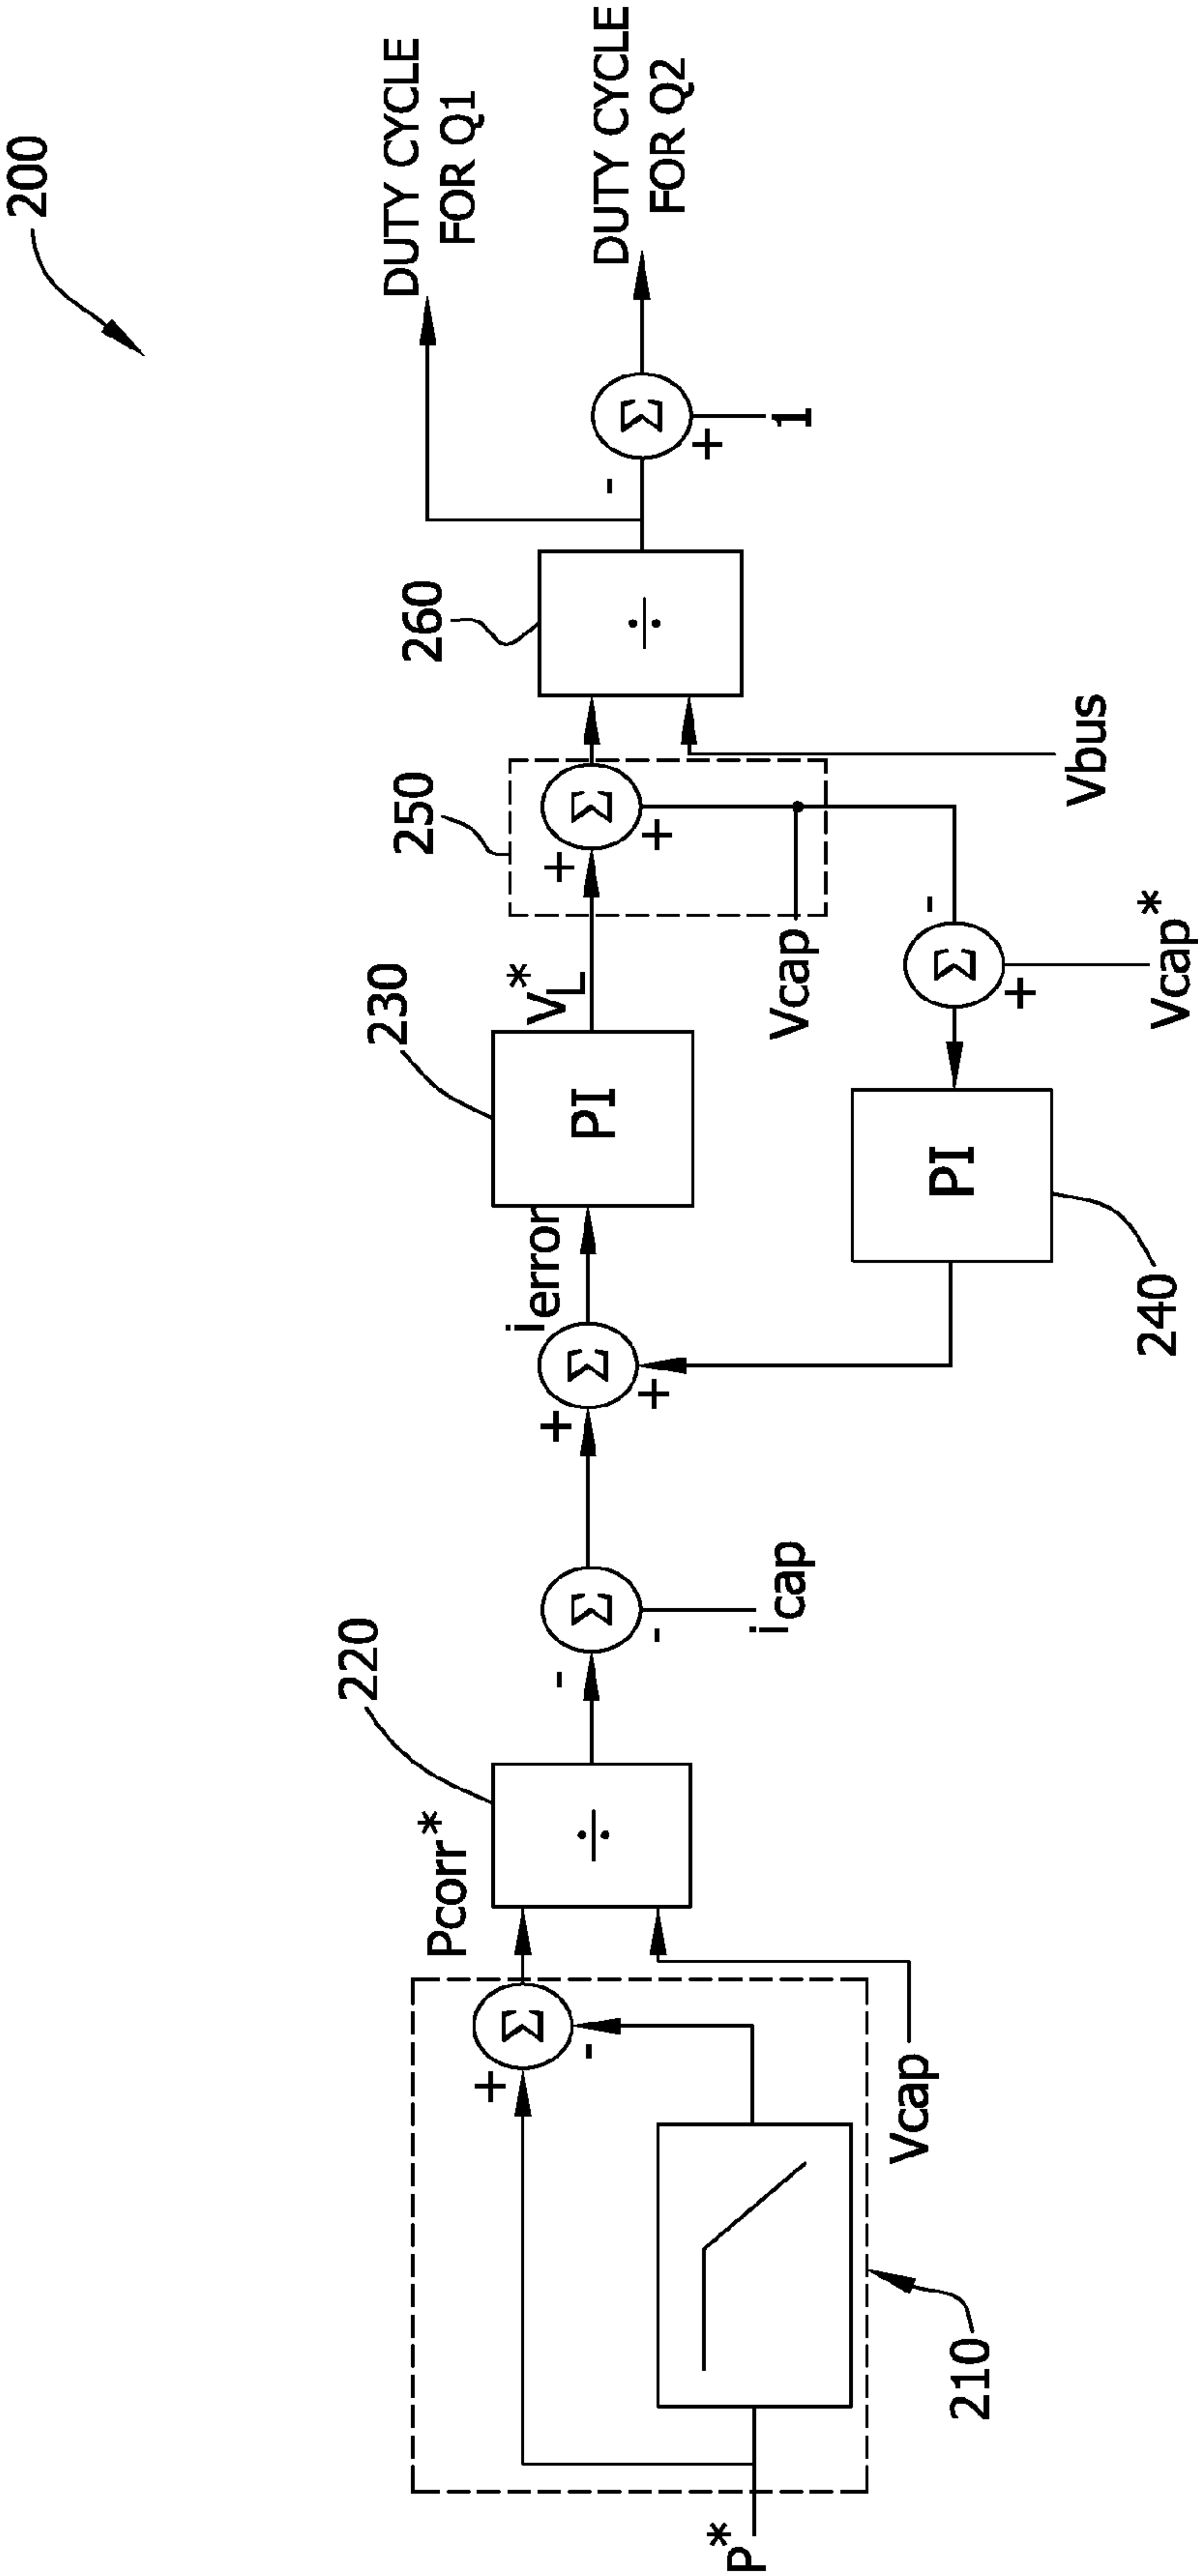 200
P*
210
+
-
Σ
Pcorr*
Vcap
220
÷
-
-
Σ
icap
+
+
Σ
ierror
230
PI
VL*
240
PI
Σ
-
+
Vcap*
250
+
+
Σ
Vcap
Vbus
260
÷
-
+
Σ
1
DUTY CYCLE
FOR Q1
DUTY CYCLE
FOR Q2